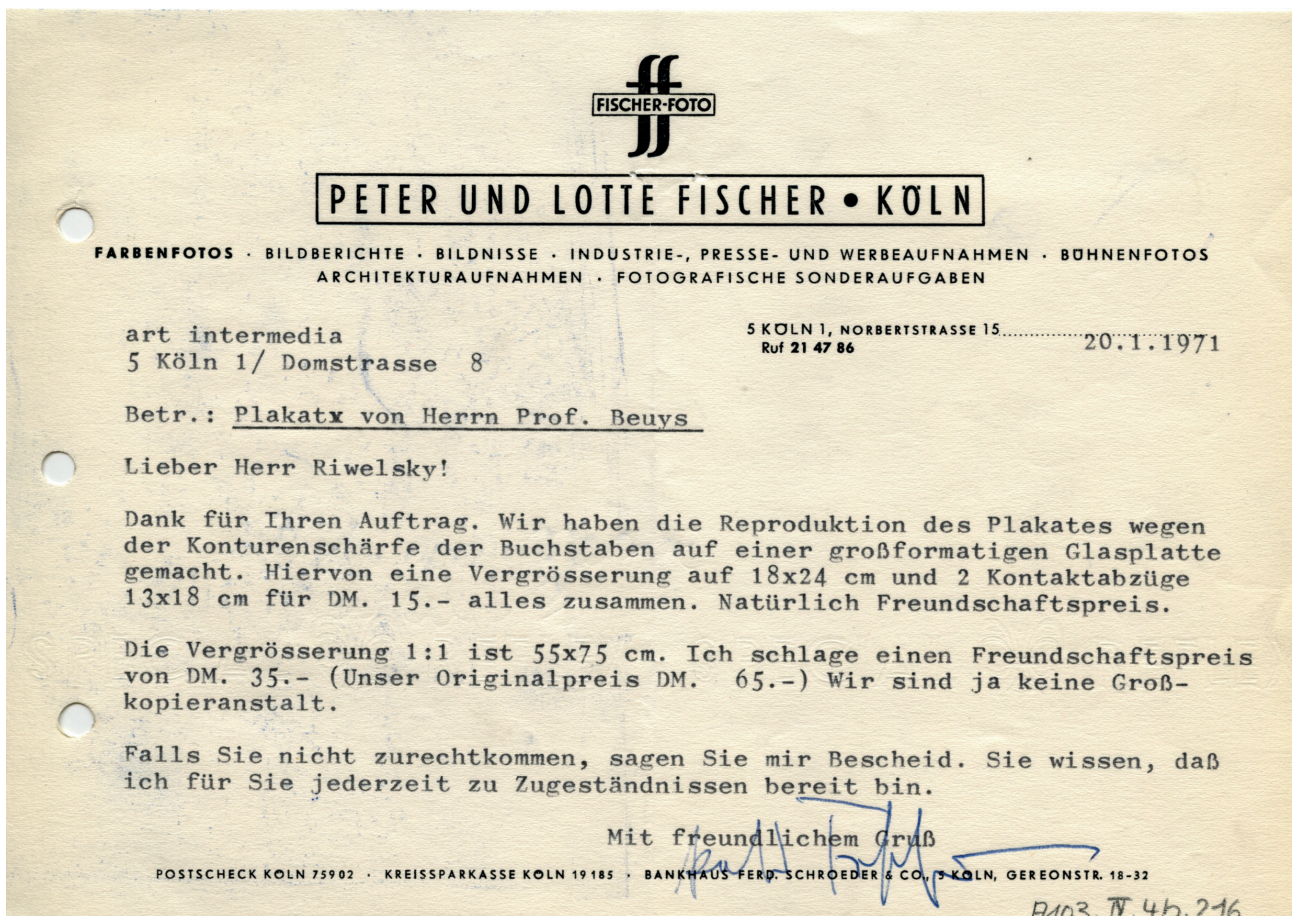 ff
FISCHER-FOTO
PETER UND LOTTE FISCHER • KÖLN
FARBENFOTOS · BILDBERICHTE · BILDNISSE · INDUSTRIE-, PRESSE- UND WERBEAUFNAHMEN · BÜHNENFOTOS
ARCHITEKTURAUFNAHMEN · FOTOGRAFISCHE SONDERAUFGABEN
5 KÖLN 1, NORBERTSTRASSE 15 20.1.1971
Ruf 21 47 86
art intermedia
5 Köln 1/ Domstrasse 8
Betr.: Plakatx von Herrn Prof. Beuys
Lieber Herr Riwelsky!
Dank für Ihren Auftrag. Wir haben die Reproduktion des Plakates wegen
der Konturenschärfe der Buchstaben auf einer großformatigen Glasplatte
gemacht. Hiervon eine Vergrösserung auf 18x24 cm und 2 Kontaktabzüge
13x18 cm für DM. 15.- alles zusammen. Natürlich Freundschaftspreis.
Die Vergrösserung 1:1 ist 55x75 cm. Ich schlage einen Freundschaftspreis
von DM. 35.- (Unser Originalpreis DM. 65.-) Wir sind ja keine Groß-
kopieranstalt.
Falls Sie nicht zurechtkommen, sagen Sie mir Bescheid. Sie wissen, daß
ich für Sie jederzeit zu Zugeständnissen bereit bin.
Mit freundlichem Gruß
POSTSCHECK KÖLN 75902 · KREISSPARKASSE KÖLN 19185 · BANKHAUS FERD. SCHROEDER & CO., 5 KÖLN, GEREONSTR. 18-32
A103.IV.4b.216